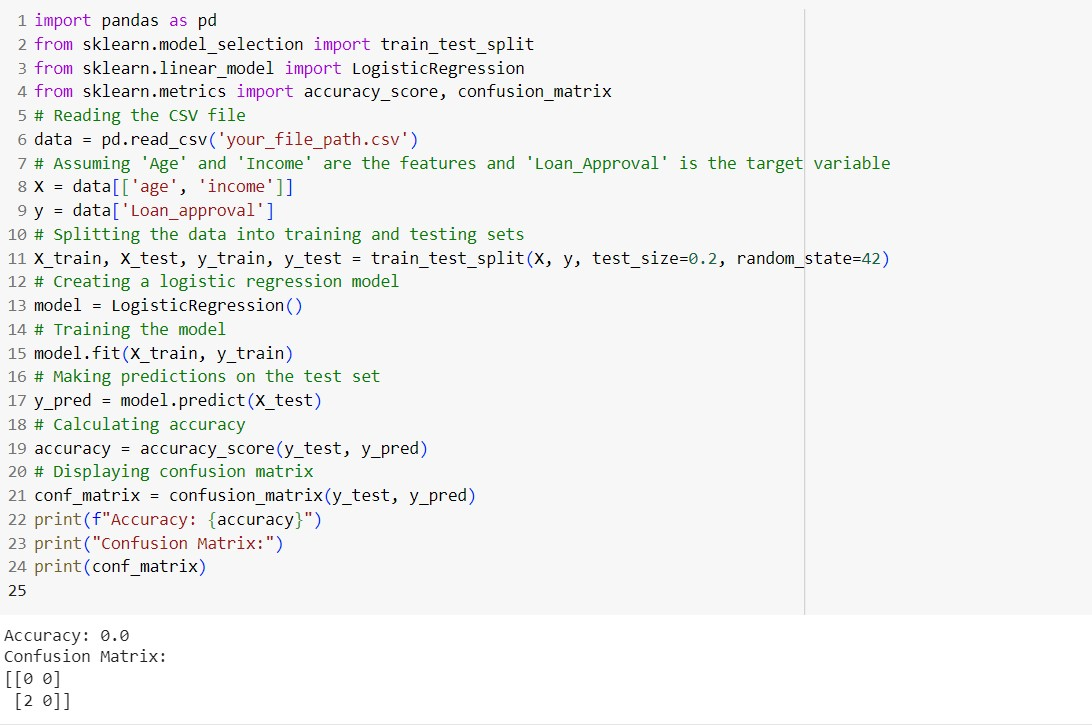 1 import pandas as pd
2 from sklearn.model_selection import train_test_split
3 from sklearn.linear_model import LogisticRegression
4 from sklearn.metrics import accuracy_score, confusion_matrix
5 # Reading the CSV file
6 data = pd.read_csv('your_file_path.csv')
7 # Assuming 'Age' and 'Income' are the features and 'Loan_Approval' is the target variable
8 X = data[['age', 'income']]
9 y = data['Loan_approval']
10 # Splitting the data into training and testing sets
11 X_train, X_test, y_train, y_test = train_test_split(X, y, test_size=0.2, random_state=42)
12 # Creating a logistic regression model
13 model = LogisticRegression()
14 # Training the model
15 model.fit(X_train, y_train)
16 # Making predictions on the test set
17 y_pred = model.predict(X_test)
18 # Calculating accuracy
19 accuracy = accuracy_score(y_test, y_pred)
20 # Displaying confusion matrix
21 conf_matrix = confusion_matrix(y_test, y_pred)
22 print(f"Accuracy: {accuracy}")
23 print("Confusion Matrix:")
24 print(conf_matrix)
25
Accuracy: 0.0
Confusion Matrix:
[[0 0]
 [2 0]]